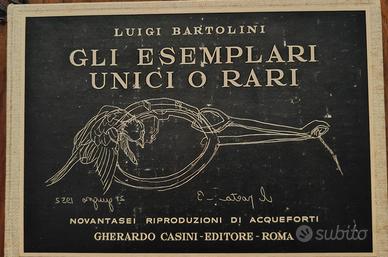 LUIGI BARTOLINI
GLI ESEMPLARI
UNICI O RARI
NOVANTASEI RIPRODUZIONI DI ACQUEFORTI
GHERARDO CASINI - EDITORE - ROMA
subito